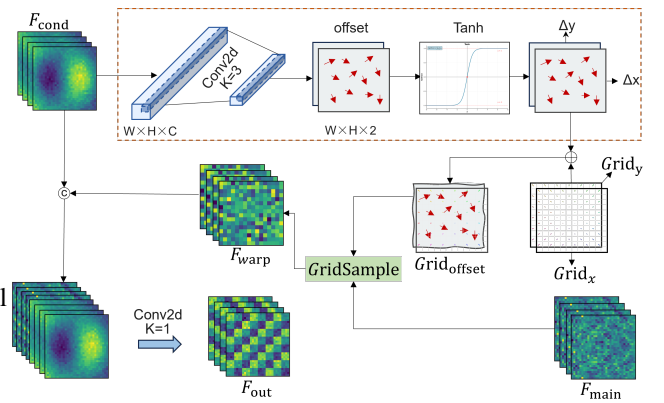 F_cond
offset
Tanh
Δy
Conv2d
K=3
Δx
W×H×C
W×H×2
C
Grid_y
F_warp
GridSample
Grid_offset
Grid_x
l
Conv2d
K=1
F_out
F_main